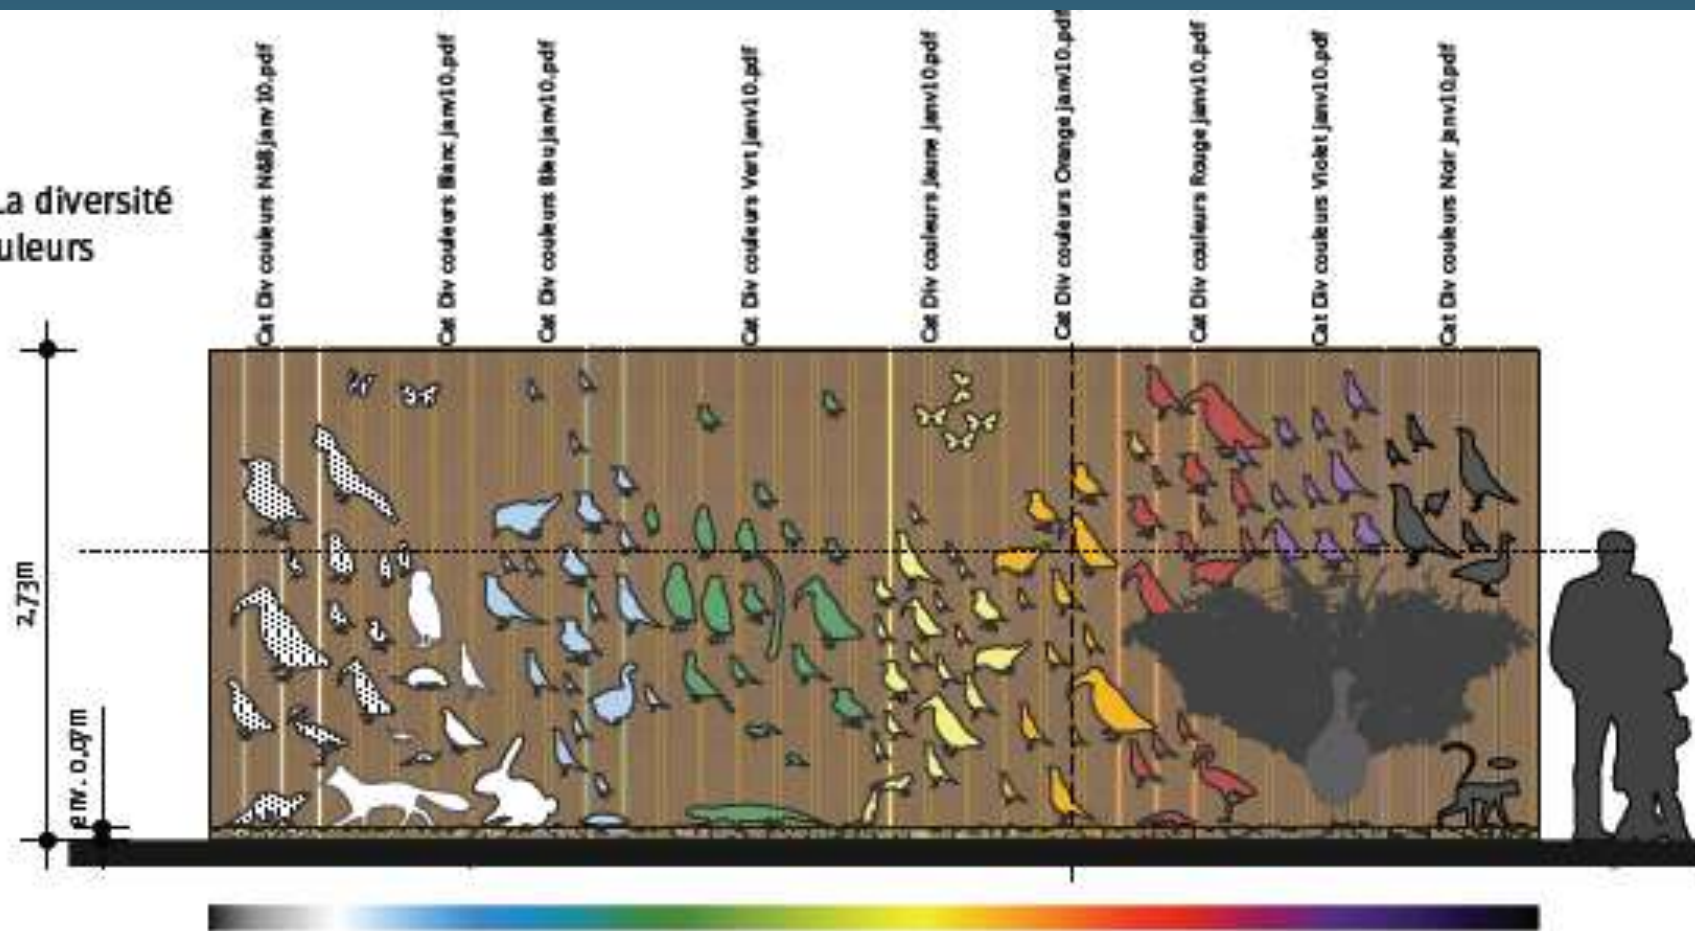 Cat Div couleurs N&B janv10.pdf
Cat Div couleurs Blanc janv10.pdf
Cat Div couleurs Bleu janv10.pdf
Cat Div couleurs Vert janv10.pdf
Cat Div couleurs Jaune janv10.pdf
Cat Div couleurs Orange janv10.pdf
Cat Div couleurs Rouge janv10.pdf
Cat Div couleurs Violet janv10.pdf
Cat Div couleurs Noir janv10.pdf
La diversité
uleurs
2,73m
env. 0,07m